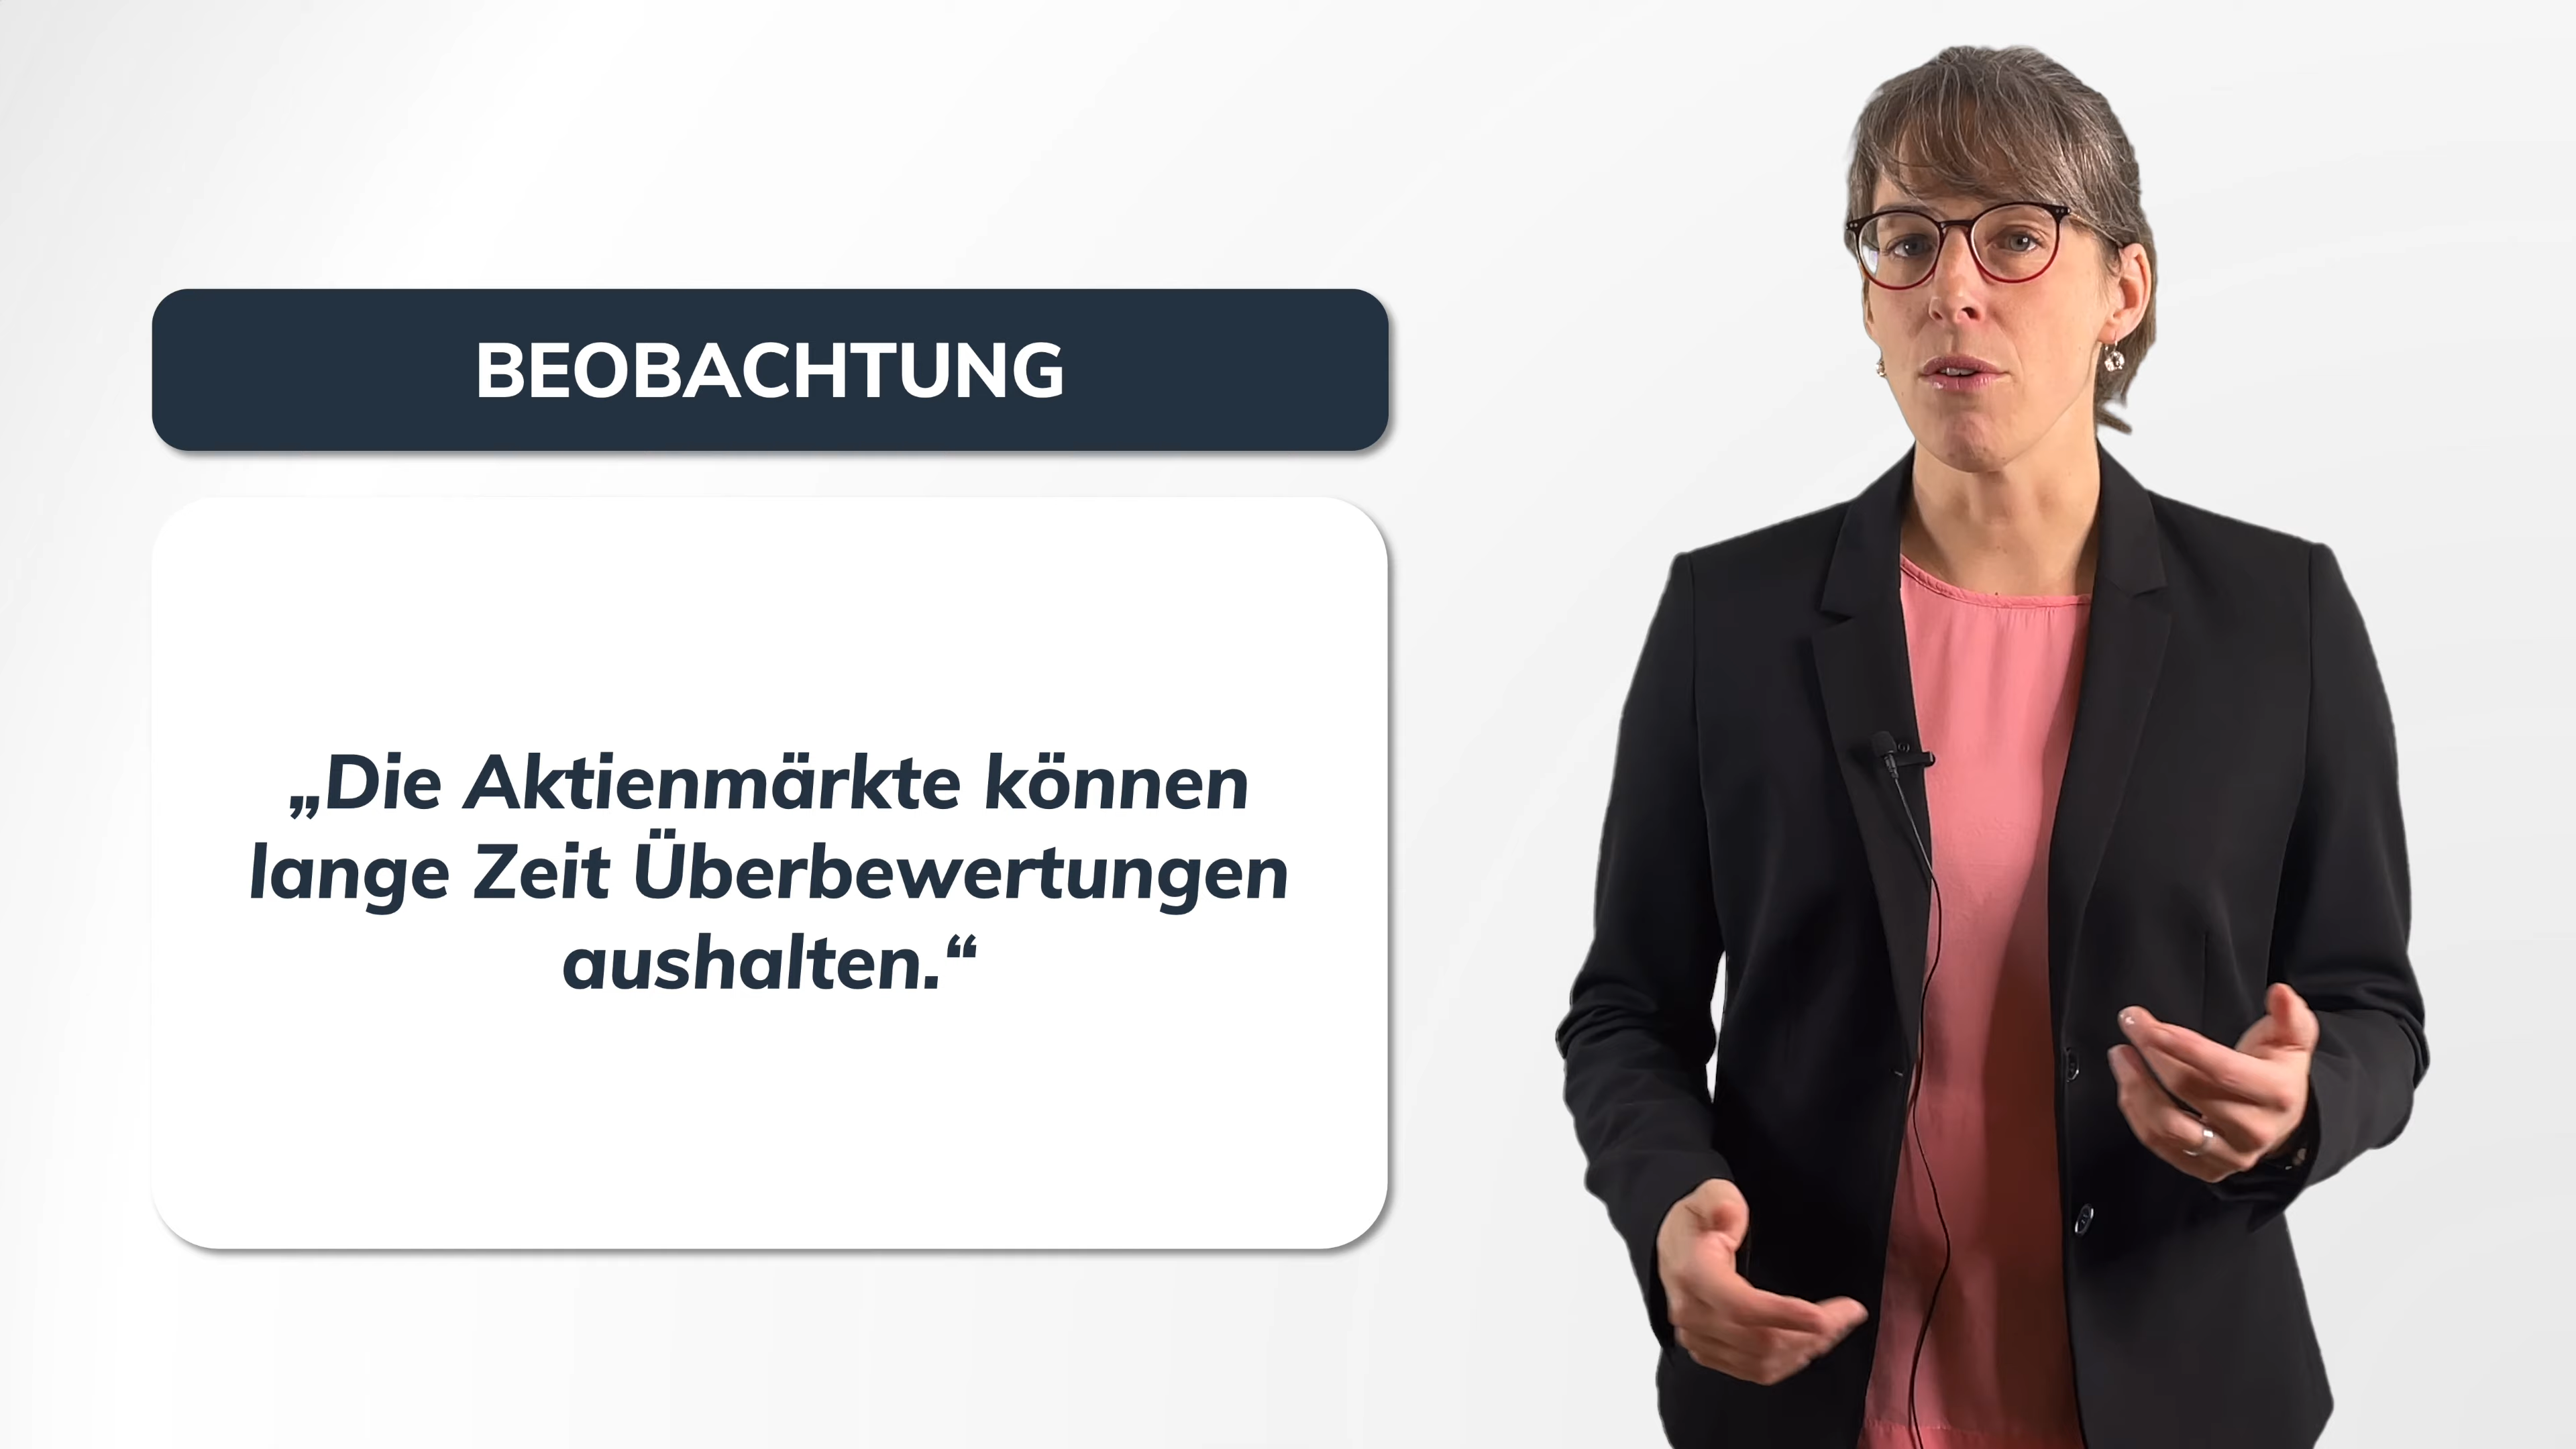 BEOBACHTUNG
„Die Aktienmärkte können
lange Zeit Überbewertungen
aushalten.“